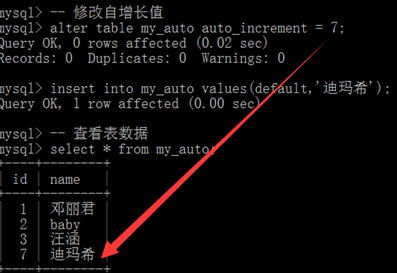 mysql> -- 修改自增长值
mysql> alter table my_auto auto_increment = 7;
Query OK, 0 rows affected (0.02 sec)
Records: 0  Duplicates: 0  Warnings: 0
mysql> insert into my_auto values(default,'迪玛希');
Query OK, 1 row affected (0.00 sec)
mysql> -- 查看表数据
mysql> select * from my_auto;
+----+--------+
| id | name   |
+----+--------+
|  1 | 邓丽君 |
|  2 | baby   |
|  3 | 汪涵   |
|  7 | 迪玛希 |
+----+--------+